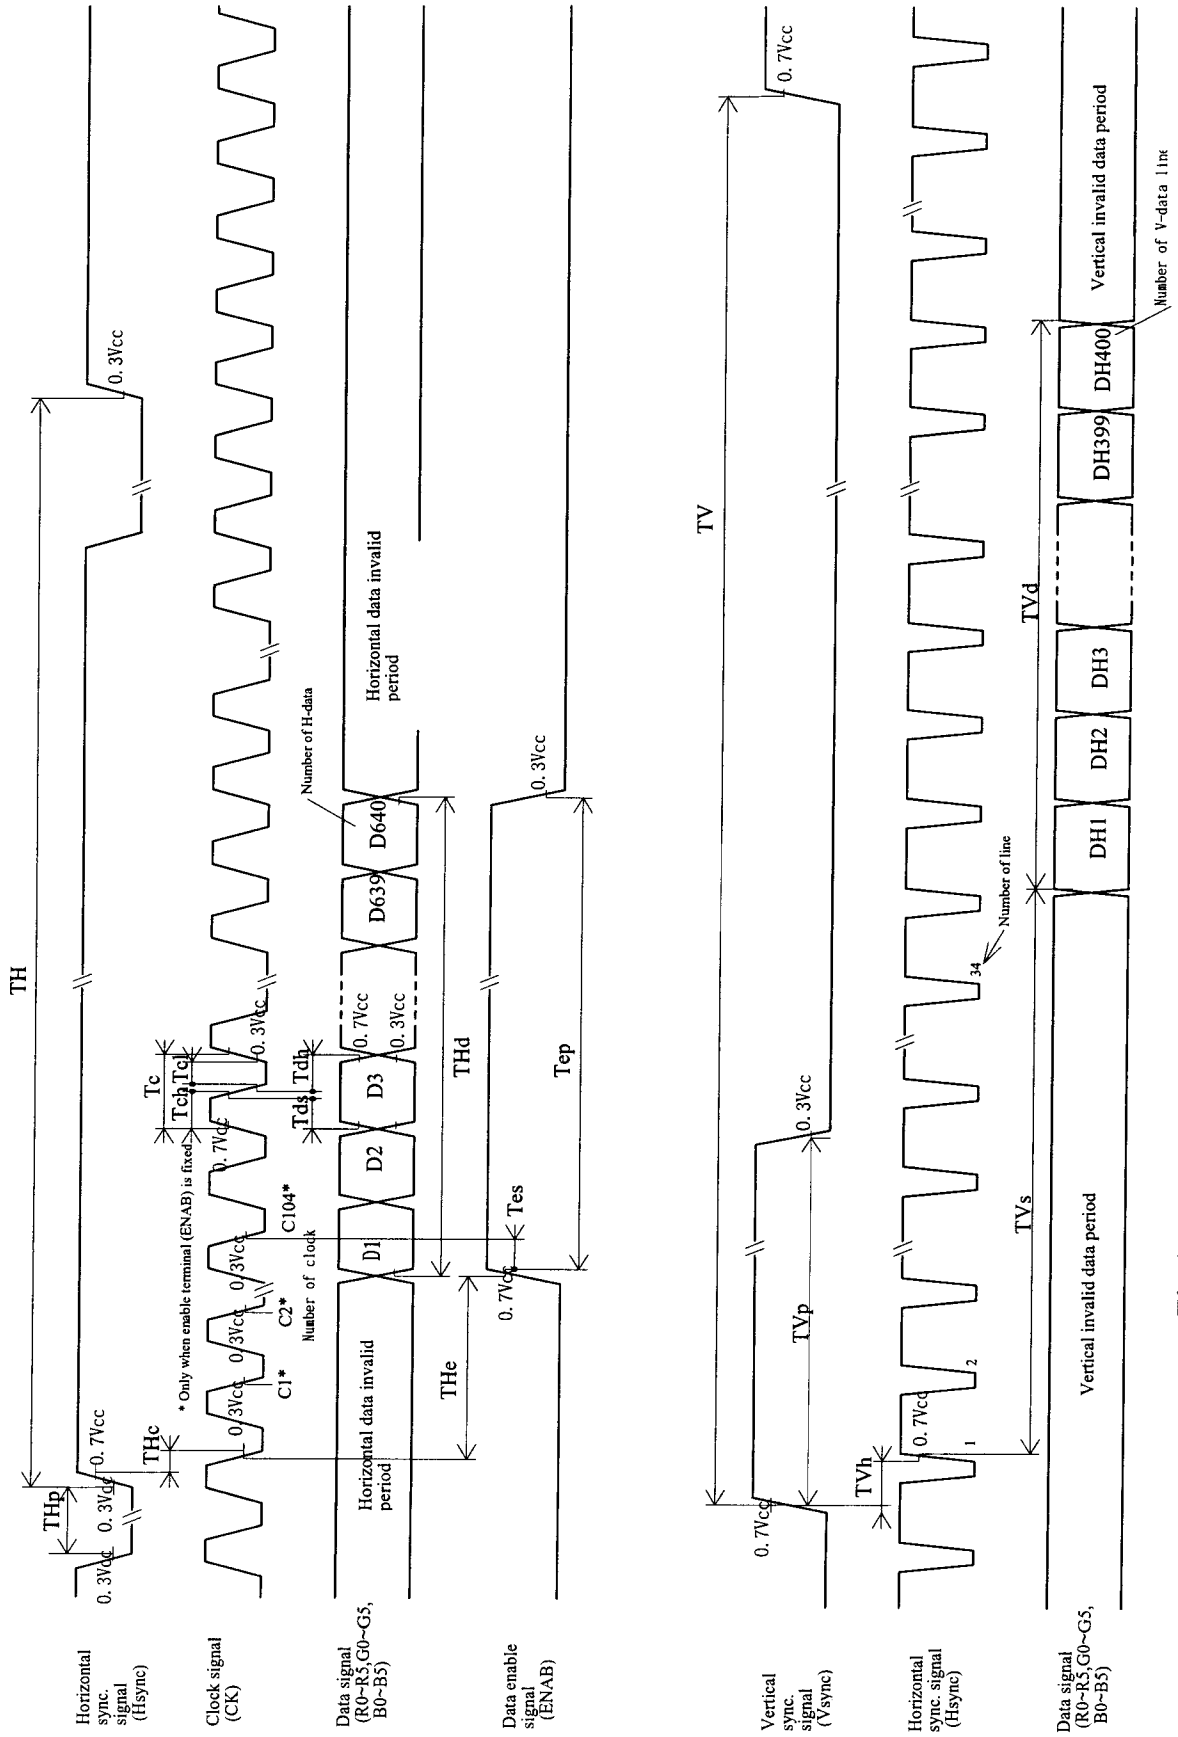 Horizontal
sync.
signal
(Hsync)
0.3Vcc
THp
0.3Vcc
0.7Vcc
TH
0.3Vcc
THc
Clock signal
(CK)
* Only when enable terminal (ENAB) is fixed
0.3Vcc
C1*
0.3Vcc
C2*
0.3Vcc
C104*
Number of clock
0.7Vcc
Tc
Tch
Tcl
0.3Vcc
Data signal
(R0~R5,G0~G5,
B0~B5)
Horizontal data invalid
period
D1
D2
D3
Tds
Tdh
0.7Vcc
0.3Vcc
D639
D640
Number of H-data
Horizontal data invalid
period
THe
THd
Data enable
signal
(ENAB)
0.7Vcc
Tes
Tep
0.3Vcc
Vertical
sync.
signal
(Vsync)
0.7Vcc
TV
TVp
0.3Vcc
0.7Vcc
Horizontal
sync. signal
(Hsync)
TVh
0.7Vcc
1
2
34
Number of line
TVs
TVd
Data signal
(R0~R5,G0~G5,
B0~B5)
Vertical invalid data period
DH1
DH2
DH3
DH399
DH400
Vertical invalid data period
Number of V-data line